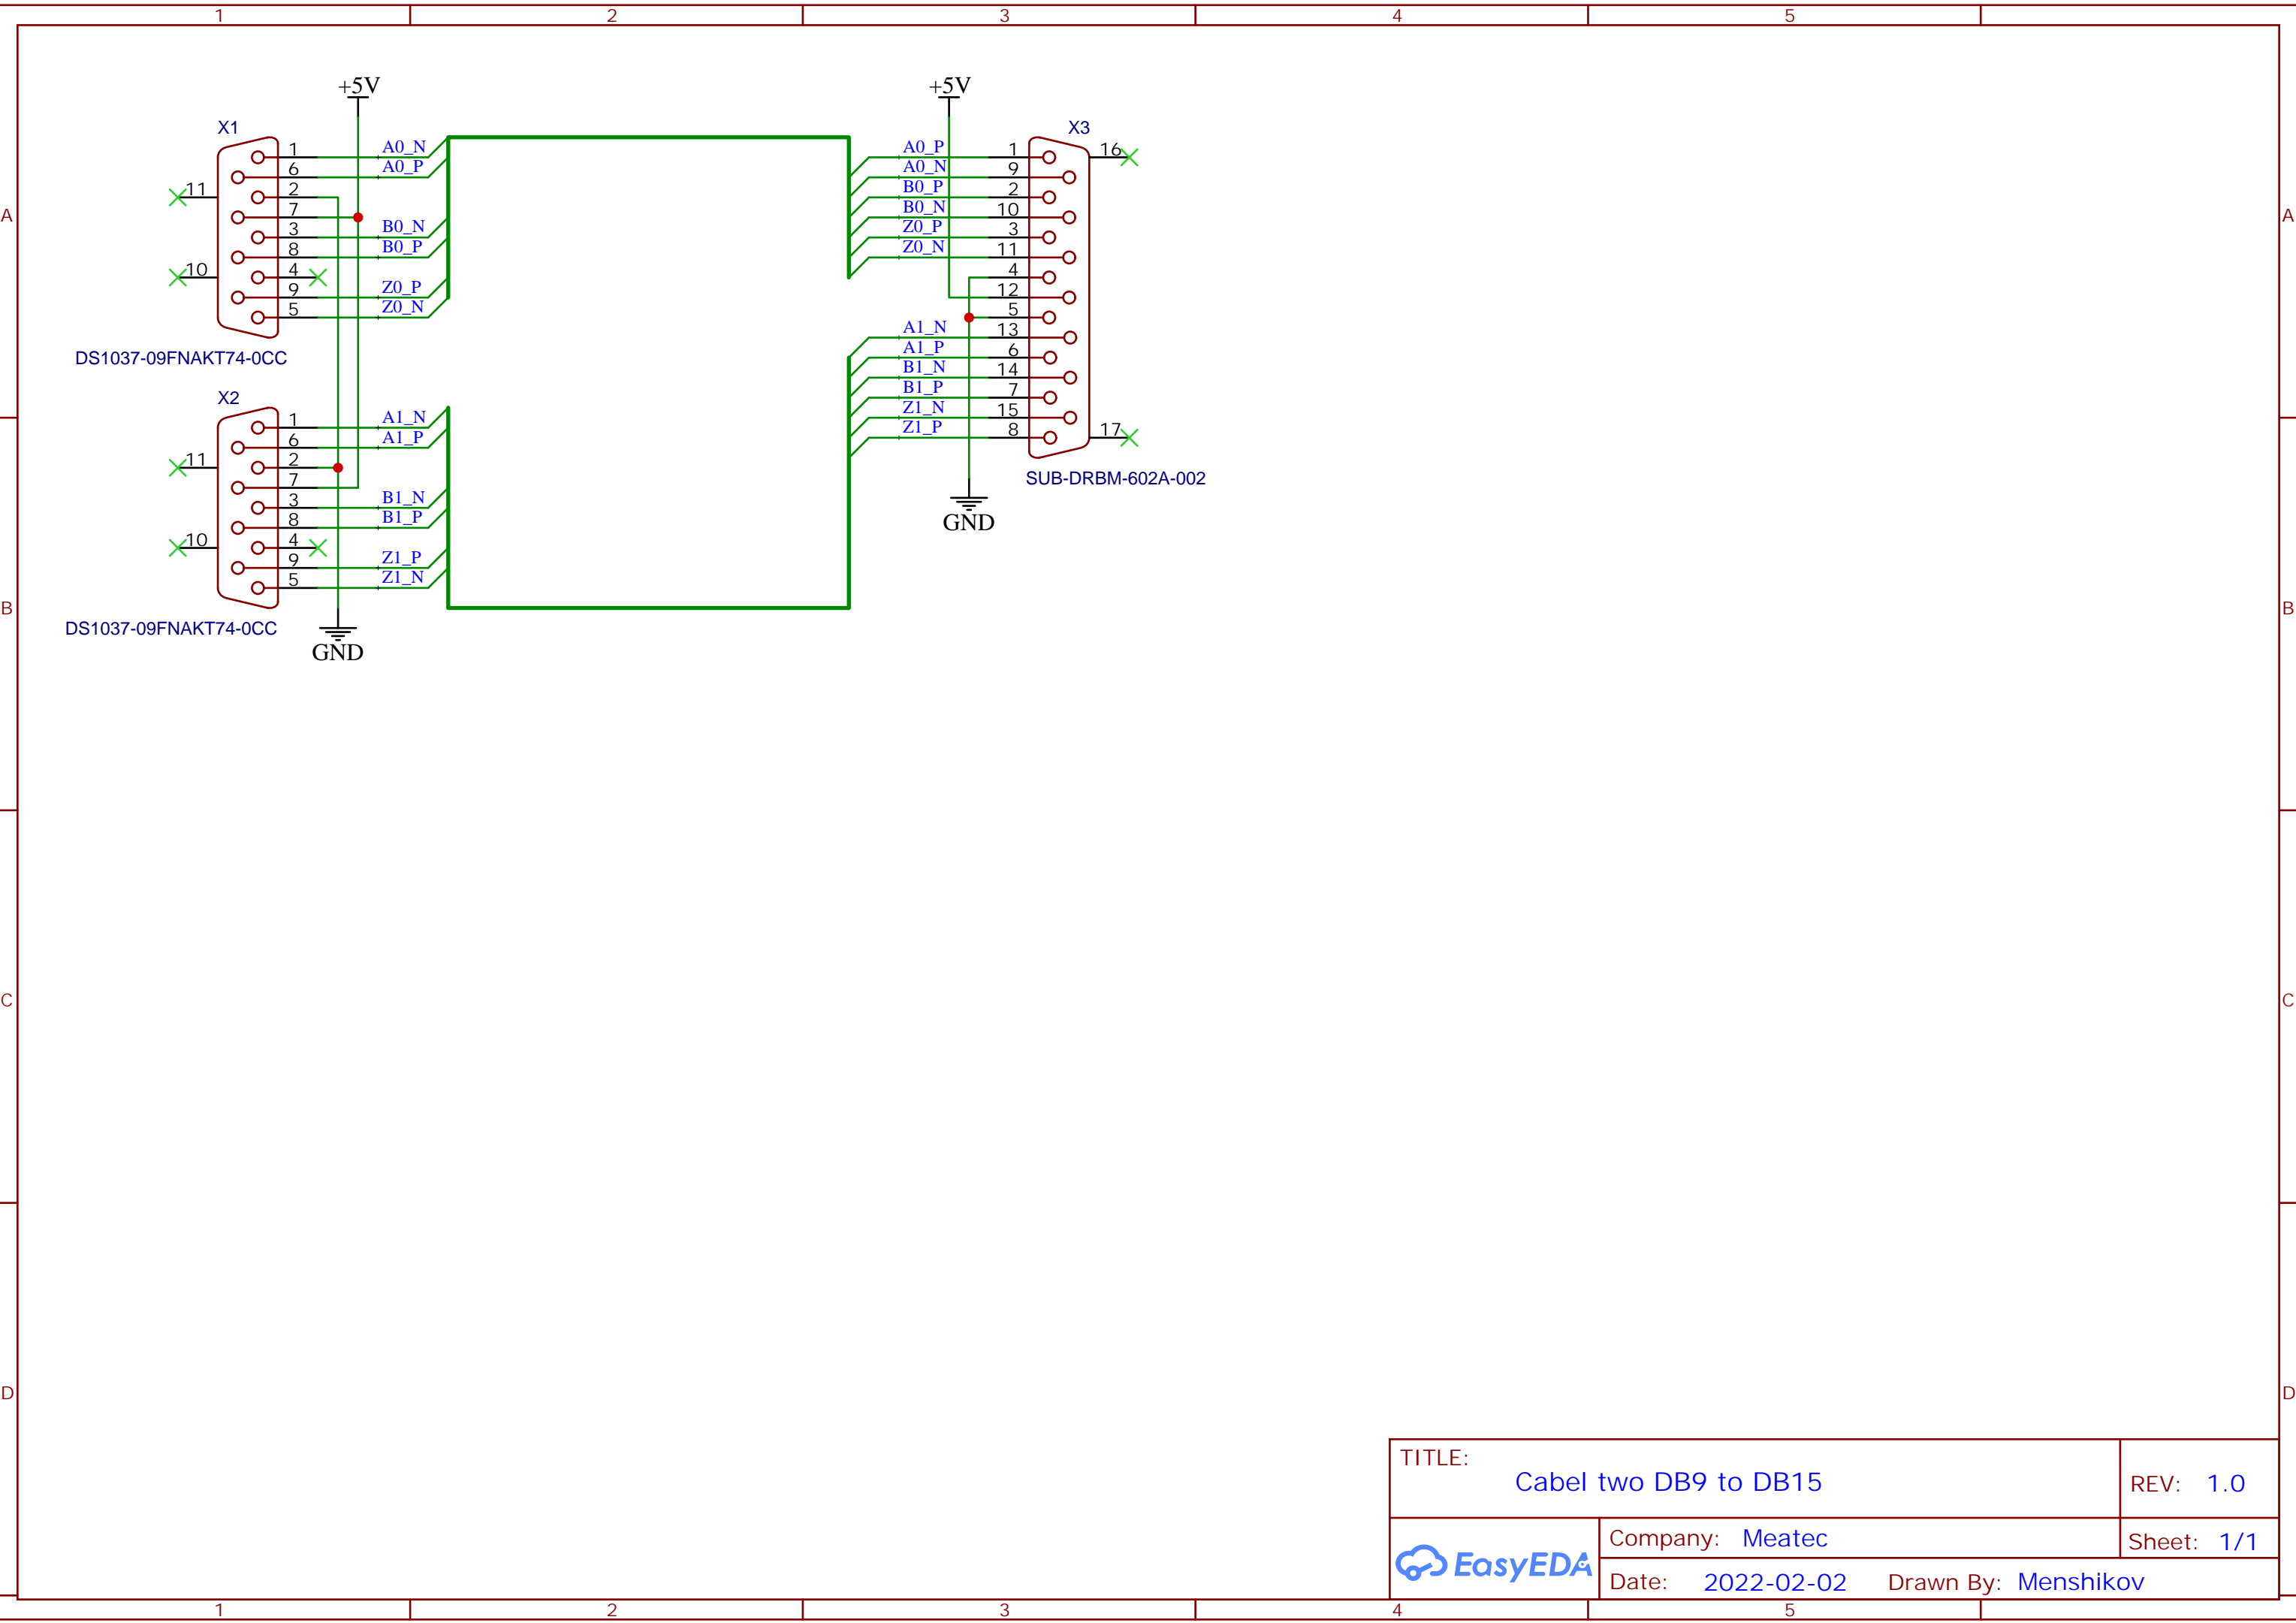 1 2 3 4 5
+5V +5V
X1 X3
1 A0_N A0_P 1 16
6 A0_P A0_N 9
11 2 B0_P 2
7 B0_N 10
3 B0_N Z0_P 3
8 B0_P Z0_N 11
10 4 4
9 Z0_P 12
5 Z0_N 5
A1_N 13
A1_P 6
B1_N 14
B1_P 7
Z1_N 15
Z1_P 8 17
DS1037-09FNAKT74-0CC
SUB-DRBM-602A-002
GND
X2
1 A1_N
6 A1_P
11 2
7
3 B1_N
8 B1_P
10 4
9 Z1_P
5 Z1_N
DS1037-09FNAKT74-0CC
GND
A A
B B
C C
D D
TITLE:
Cabel two DB9 to DB15
REV: 1.0
EasyEDA
Company: Meatec
Sheet: 1/1
Date: 2022-02-02 Drawn By: Menshikov
1 2 3 4 5